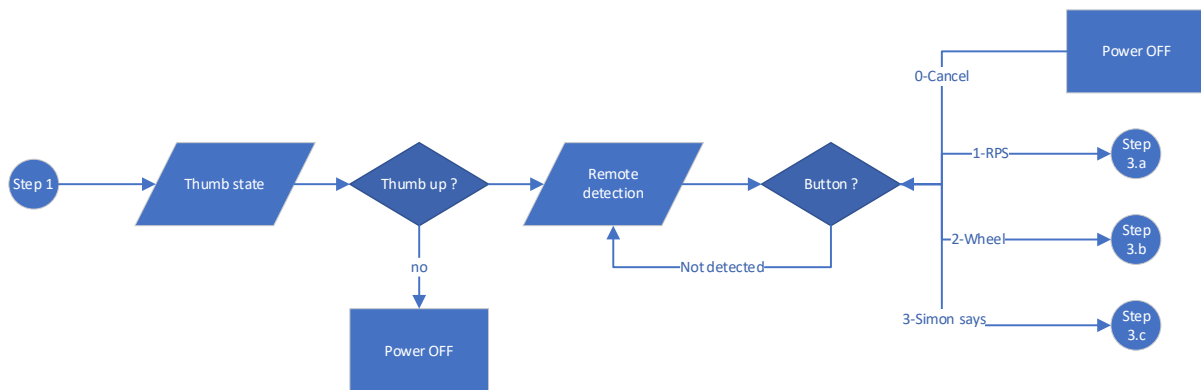 Power OFF
0-Cancel
Step 1
Thumb state
Thumb up ?
Remote
detection
Button ?
1-RPS
Step
3.a
2-Wheel
Step
3.b
no
Not detected
3-Simon says
Step
3.c
Power OFF